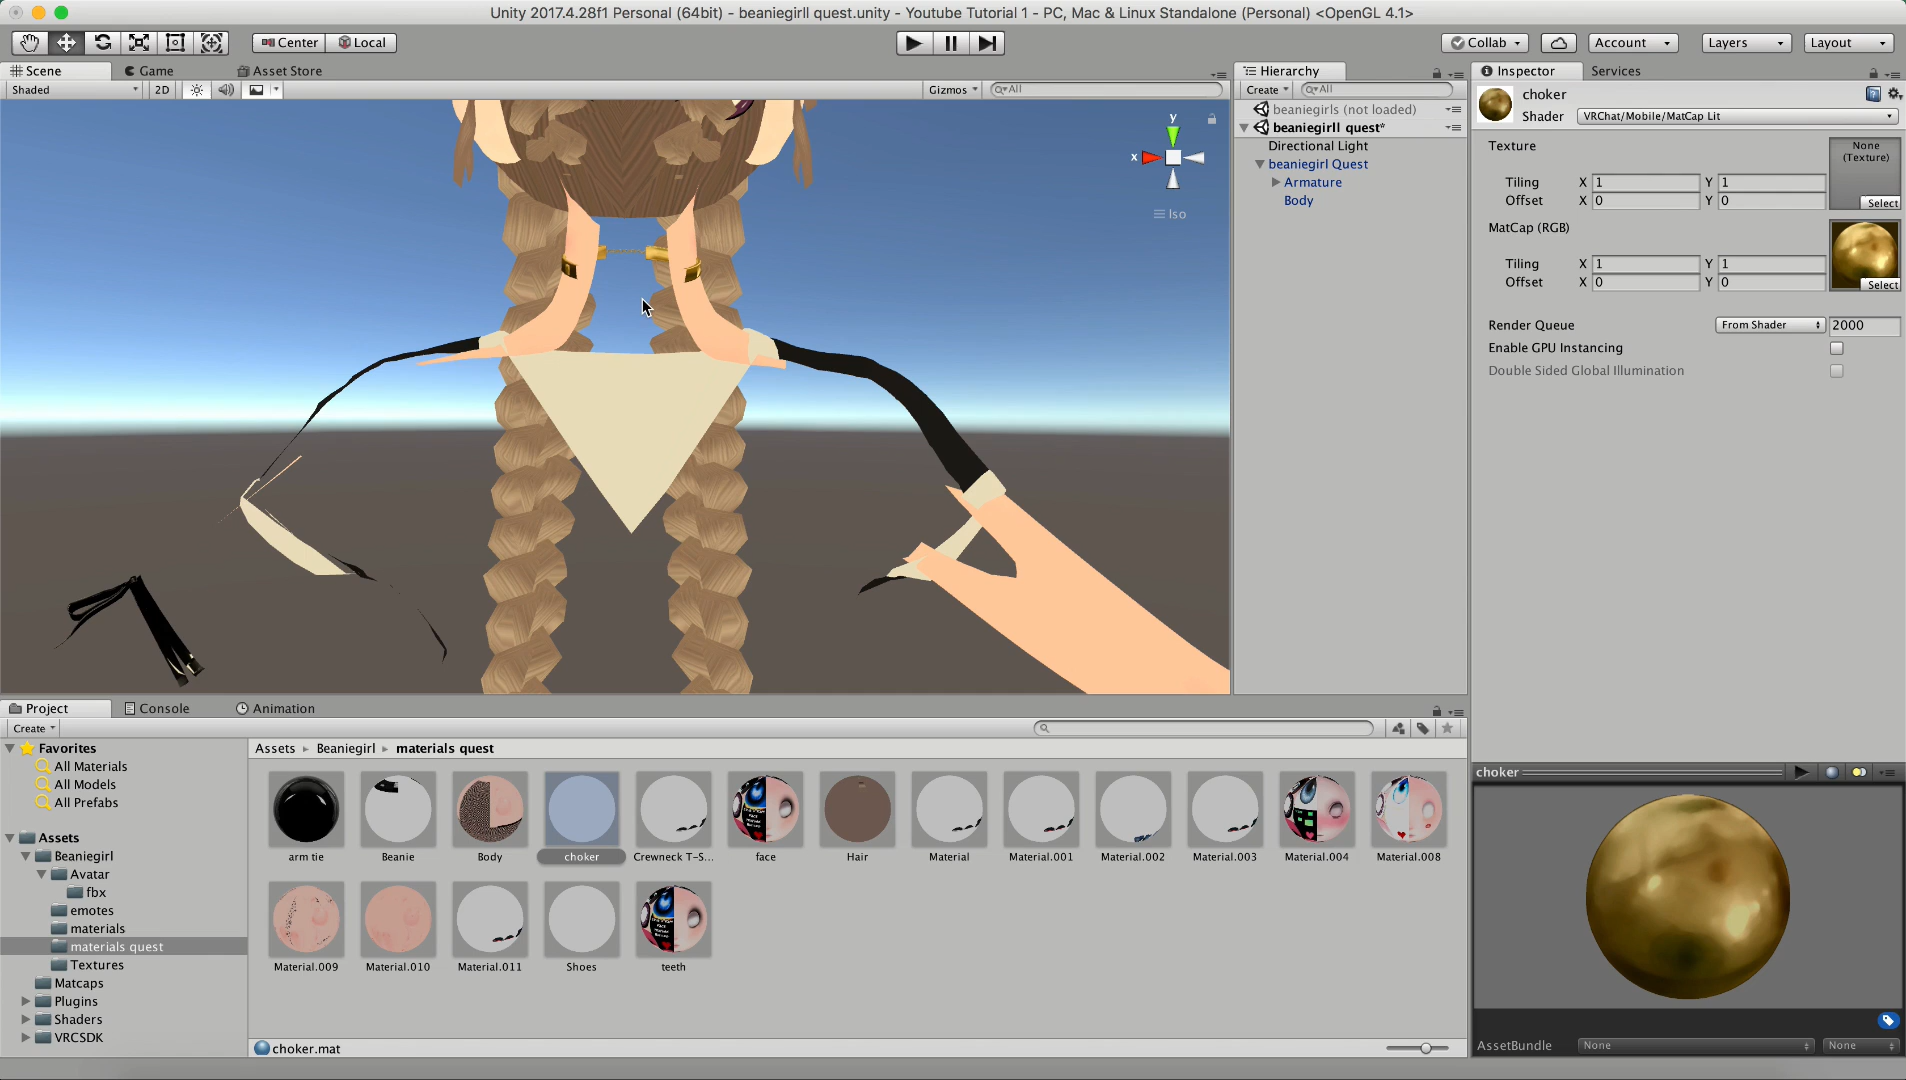 Unity 2017.4.28f1 Personal (64bit) - beaniegirll quest.unity - Youtube Tutorial 1 - PC, Mac & Linux Standalone (Personal) <OpenGL 4.1>
Center Local Collab Account Layers Layout
Scene Game Asset Store
Shaded 2D Gizmos All
y
x
Iso
Hierarchy
Create All
beaniegirls (not loaded)
beaniegirll quest*
Directional Light
beaniegirl Quest
Armature
Body
Inspector Services
choker
Shader VRChat/Mobile/MatCap Lit
Texture None
(Texture)
Tiling X 1 Y 1
Offset X 0 Y 0 Select
MatCap (RGB)
Tiling X 1 Y 1
Offset X 0 Y 0 Select
Render Queue From Shader 2000
Enable GPU Instancing
Double Sided Global Illumination
Project Console Animation
Create
Favorites
All Materials
All Models
All Prefabs
Assets
Beaniegirl
Avatar
fbx
emotes
materials
materials quest
Textures
Matcaps
Plugins
Shaders
VRCSDK
Assets Beaniegirl materials quest
arm tie Beanie Body choker Crewneck T-S... face Hair Material Material.001 Material.002 Material.003 Material.004 Material.008
Material.009 Material.010 Material.011 Shoes teeth
choker.mat
choker
AssetBundle None None